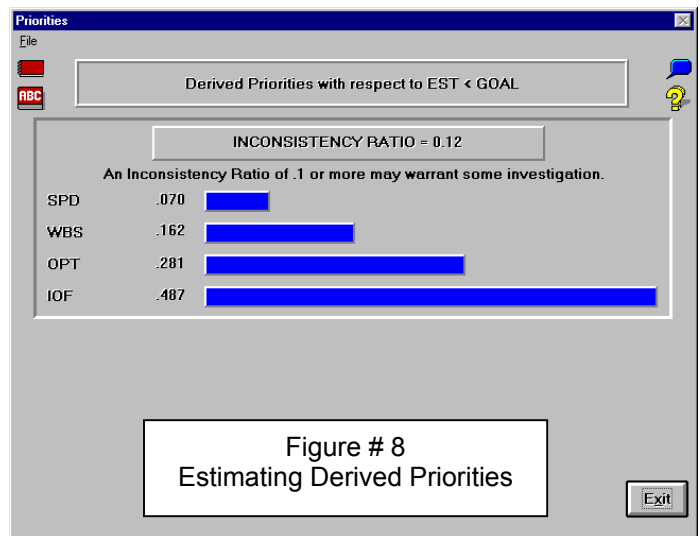 Priorities
File
ABC
Derived Priorities with respect to EST < GOAL
INCONSISTENCY RATIO = 0.12
An Inconsistency Ratio of .1 or more may warrant some investigation.
SPD .070
WBS .162
OPT .281
IOF .487
Figure # 8
Estimating Derived Priorities
Exit